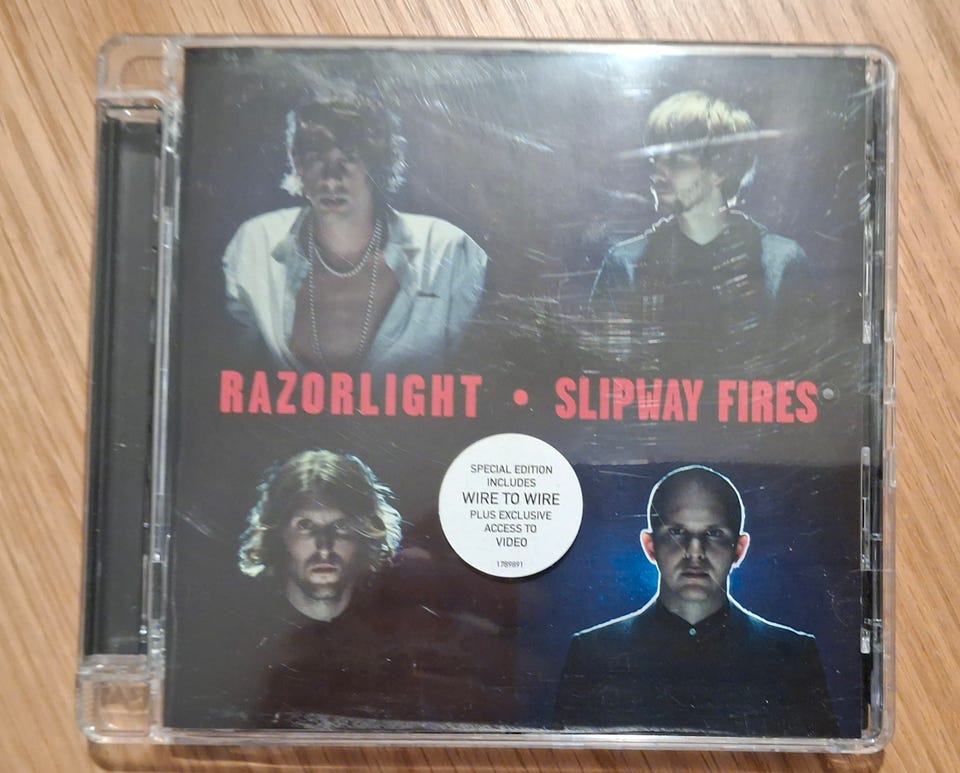 RAZORLIGHT • SLIPWAY FIRES
SPECIAL EDITION
INCLUDES
WIRE TO WIRE
PLUS EXCLUSIVE
ACCESS TO
VIDEO
1789891